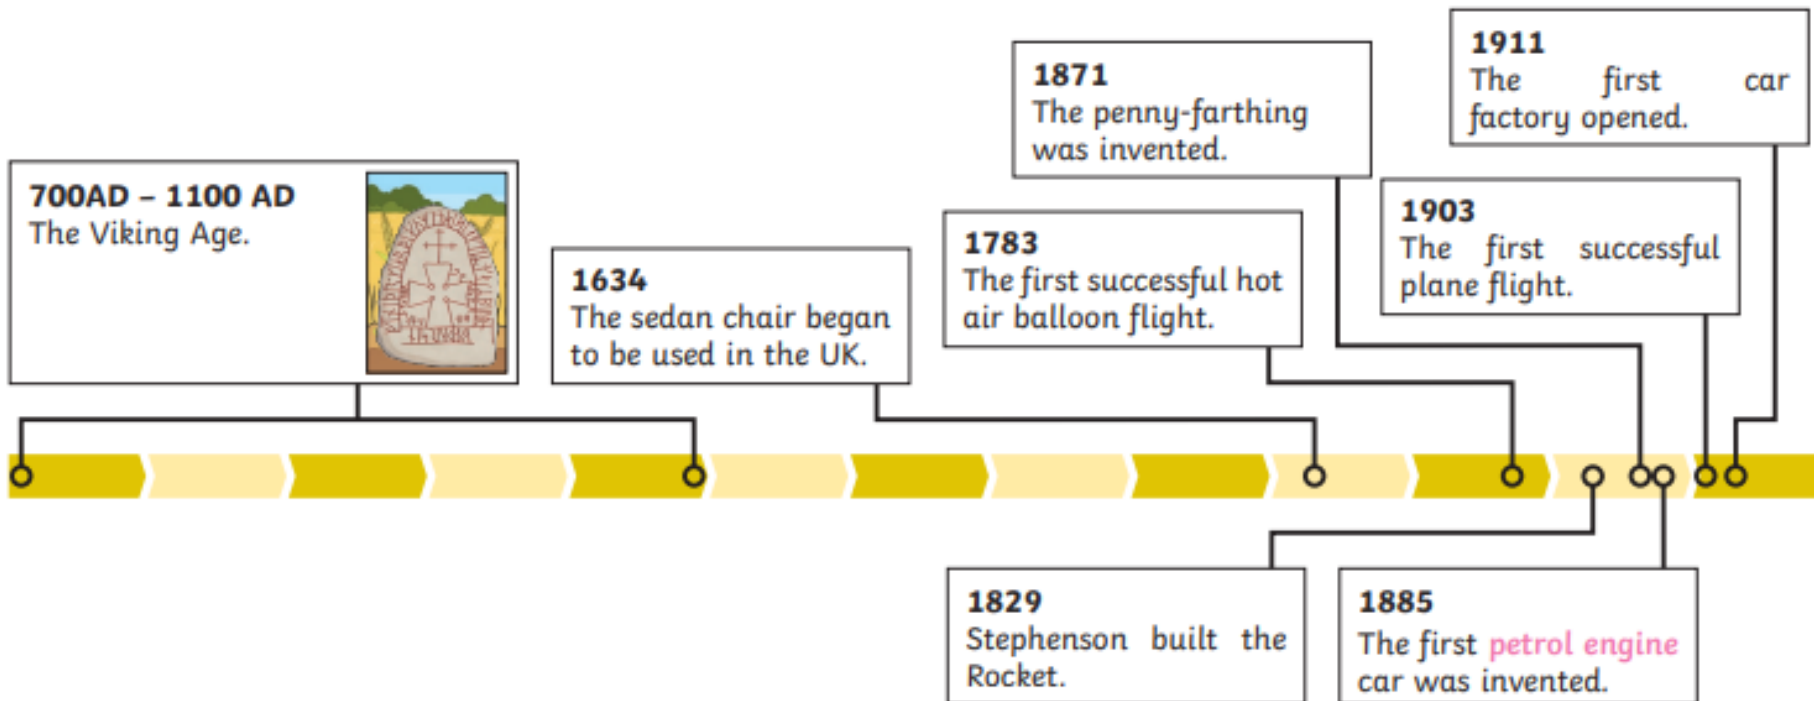 700AD – 1100 AD
The Viking Age.
1634
The sedan chair began
to be used in the UK.
1783
The first successful hot
air balloon flight.
1871
The penny-farthing
was invented.
1903
The first successful
plane flight.
1911
The first car
factory opened.
1829
Stephenson built the
Rocket.
1885
The first petrol engine
car was invented.